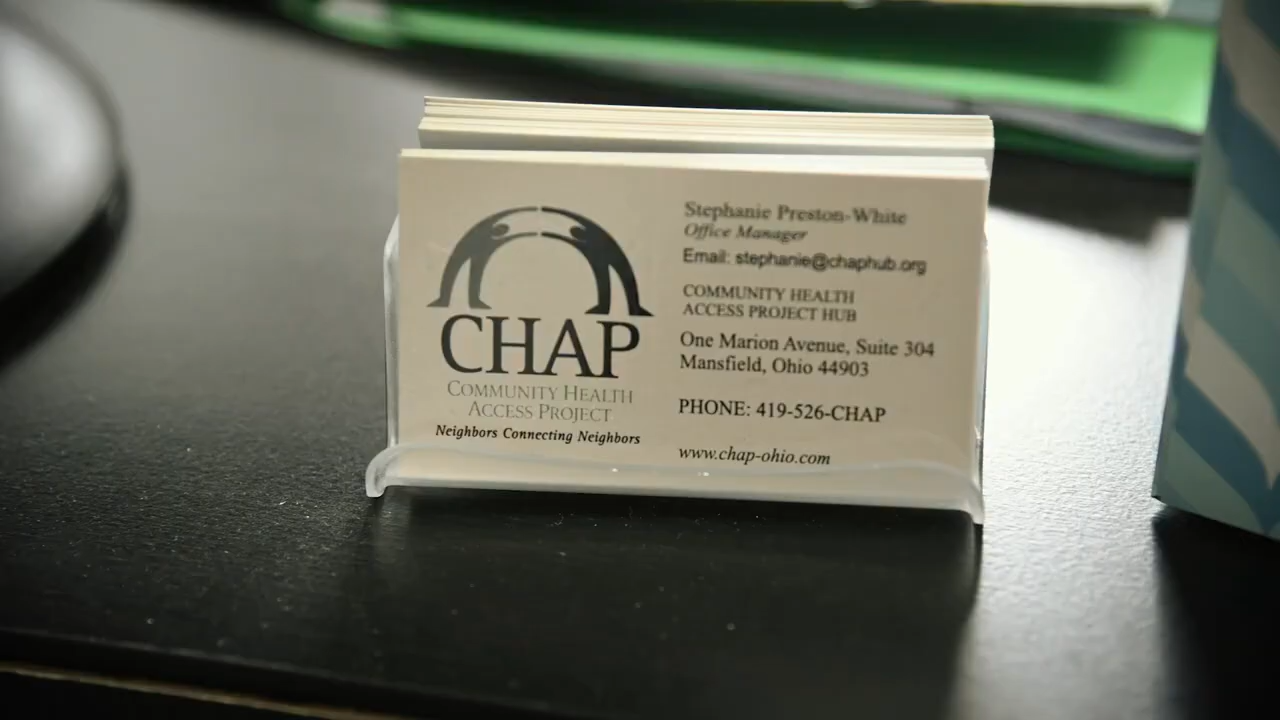 CHAP
COMMUNITY HEALTH
ACCESS PROJECT
Neighbors Connecting Neighbors
Stephanie Preston-White
Office Manager
Email: stephanie@chaphub.org
COMMUNITY HEALTH
ACCESS PROJECT HUB
One Marion Avenue, Suite 304
Mansfield, Ohio 44903
PHONE: 419-526-CHAP
www.chap-ohio.com